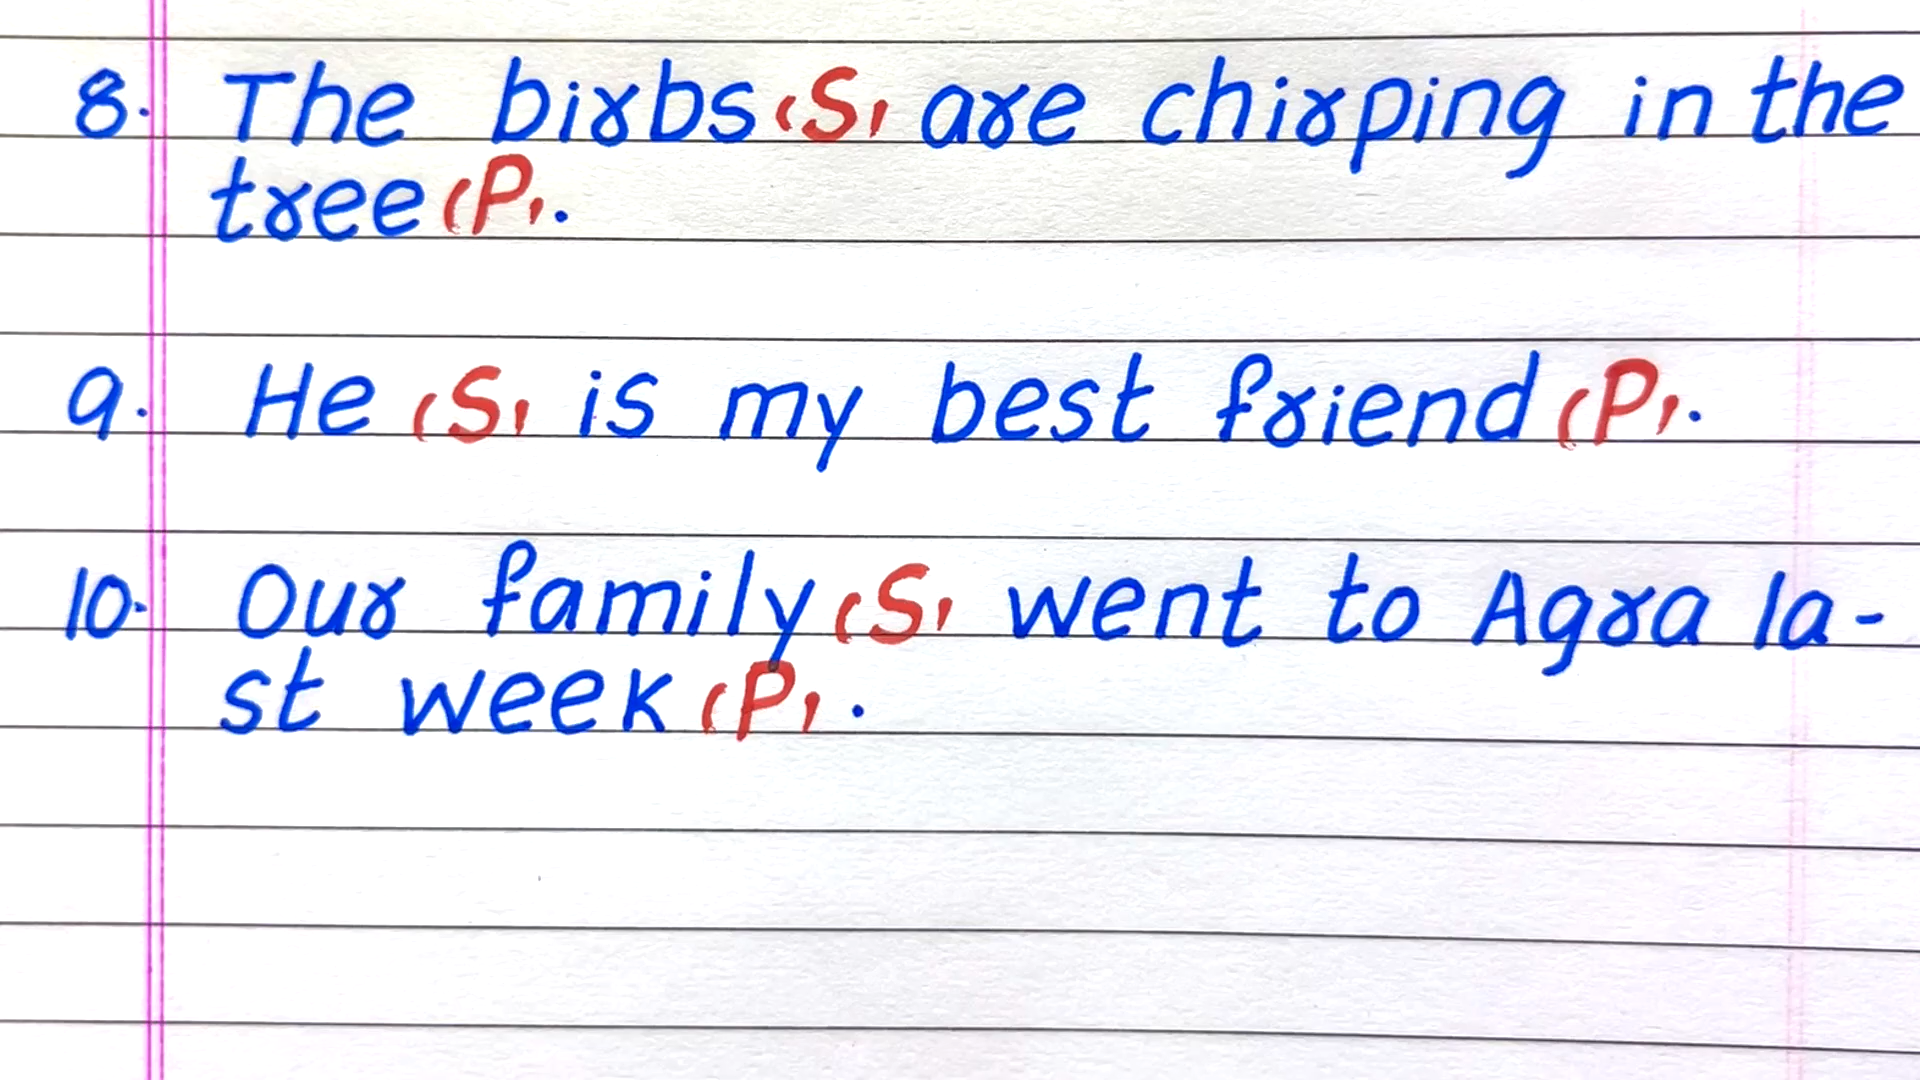 8. The birbs (S) are chirping in the
tree (P).
9. He (S) is my best friend (P).
10. Our family (S) went to Agra la-
st week (P).